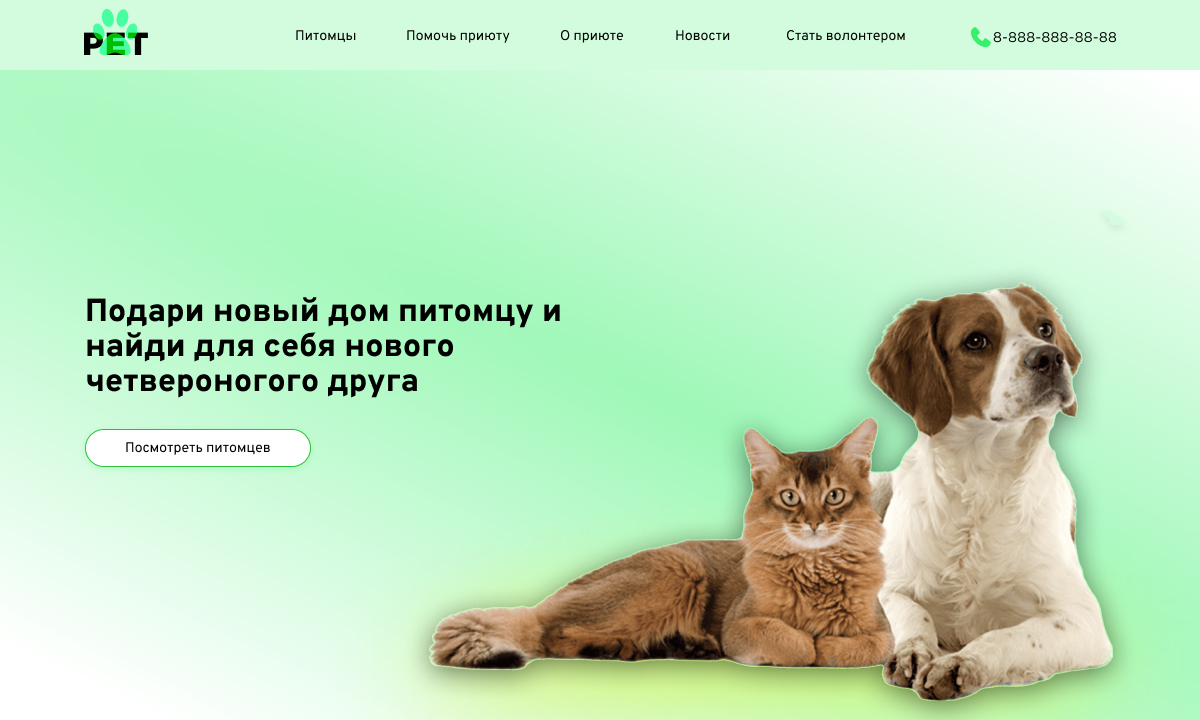 PET
Питомцы
Помочь приюту
О приюте
Новости
Стать волонтером
8-888-888-88-88
Подари новый дом питомцу и
найди для себя нового
четвероногого друга
Посмотреть питомцев